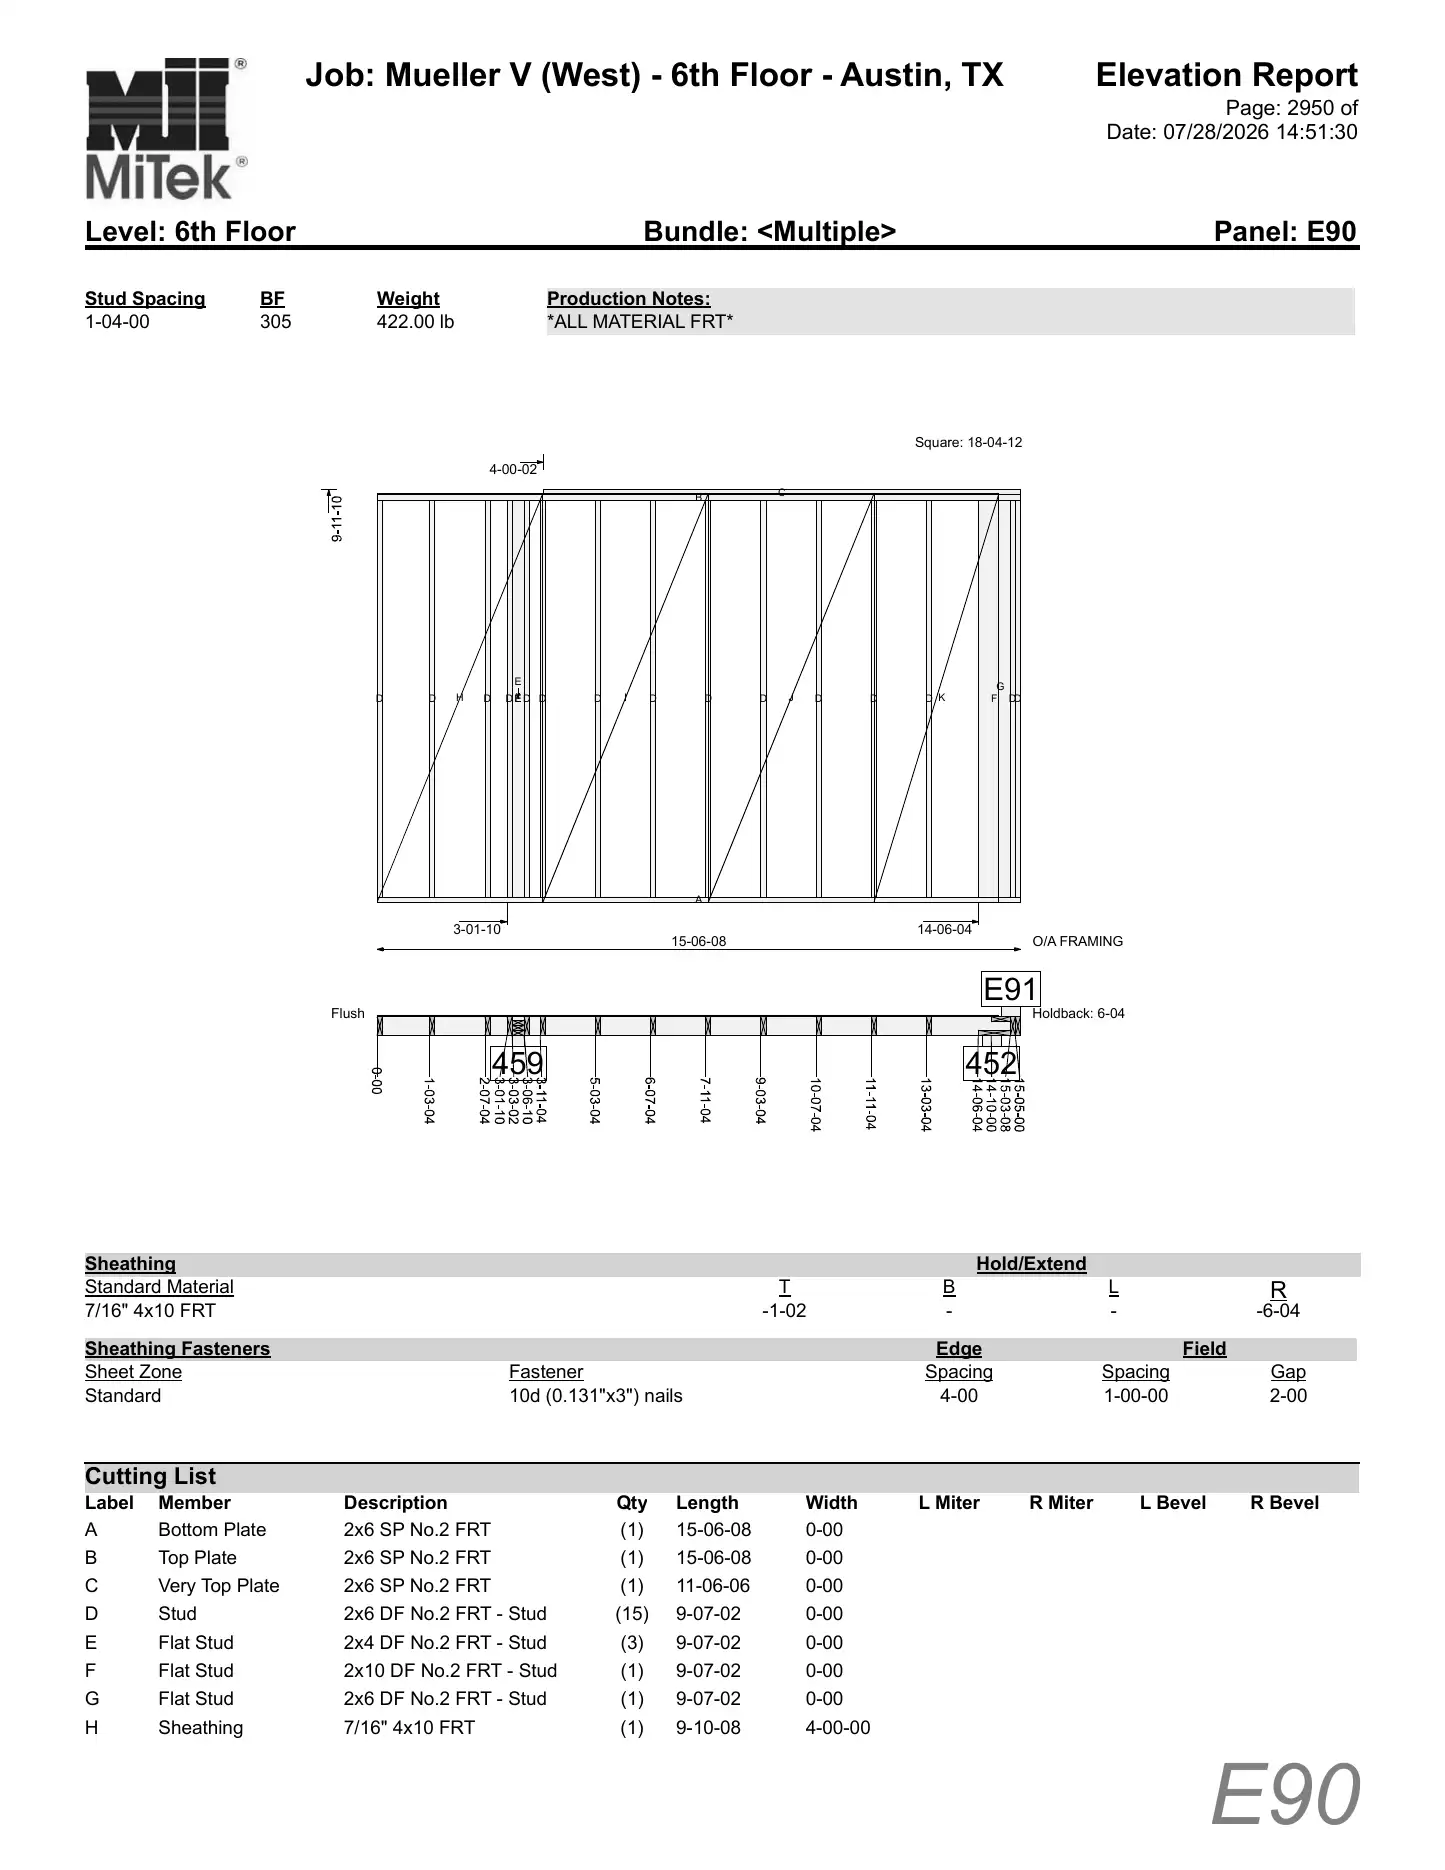 Job: Mueller V (West) - 6th Floor - Austin, TX
Elevation Report
Page: 2950 of
Date: 07/28/2026 14:51:30
MiTek®
Level: 6th Floor Bundle: <Multiple> Panel: E90
Stud Spacing BF Weight Production Notes:
1-04-00 305 422.00 lb *ALL MATERIAL FRT*
Square: 18-04-12
4-00-02
9-11-10
B C
E
G
D D H D D E D D D I D D D J D D D K F D D
A
3-01-10 14-06-04
15-06-08 O/A FRAMING
E91
Flush Holdback: 6-04
459 452
0-00 1-03-04 2-07-04 3-01-10 3-03-02 3-06-10 3-11-04 5-03-04 6-07-04 7-11-04 9-03-04 10-07-04 11-11-04 13-03-04 14-06-04 14-10-00 15-03-08 15-05-00
Sheathing Hold/Extend
Standard Material T B L R
7/16" 4x10 FRT -1-02 - - -6-04
Sheathing Fasteners Edge Field
Sheet Zone Fastener Spacing Spacing Gap
Standard 10d (0.131"x3") nails 4-00 1-00-00 2-00
Cutting List
Label Member Description Qty Length Width L Miter R Miter L Bevel R Bevel
A Bottom Plate 2x6 SP No.2 FRT (1) 15-06-08 0-00
B Top Plate 2x6 SP No.2 FRT (1) 15-06-08 0-00
C Very Top Plate 2x6 SP No.2 FRT (1) 11-06-06 0-00
D Stud 2x6 DF No.2 FRT - Stud (15) 9-07-02 0-00
E Flat Stud 2x4 DF No.2 FRT - Stud (3) 9-07-02 0-00
F Flat Stud 2x10 DF No.2 FRT - Stud (1) 9-07-02 0-00
G Flat Stud 2x6 DF No.2 FRT - Stud (1) 9-07-02 0-00
H Sheathing 7/16" 4x10 FRT (1) 9-10-08 4-00-00
E90